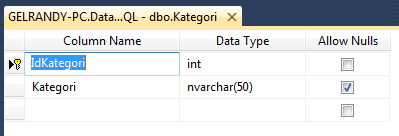 GELRANDY-PC.Data...QL - dbo.Kategori
Column Name Data Type Allow Nulls
IdKategori int
Kategori nvarchar(50)